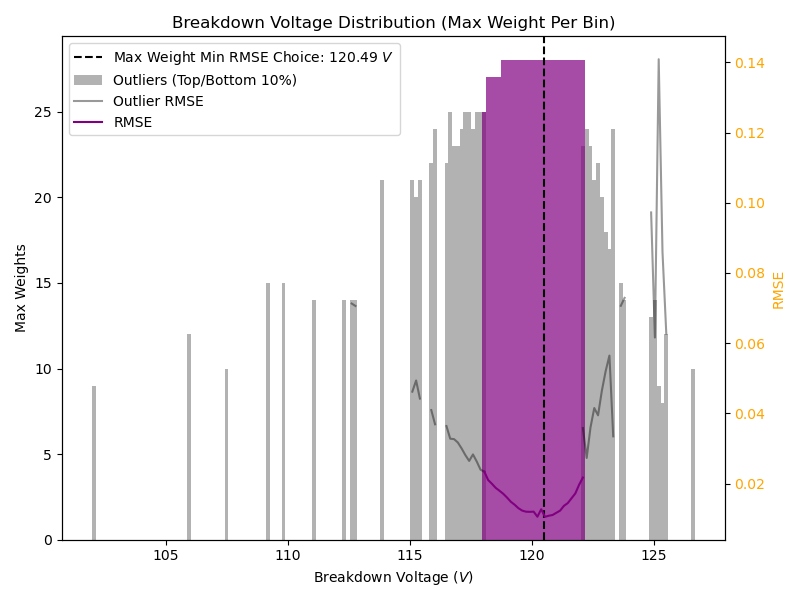 Breakdown Voltage Distribution (Max Weight Per Bin)
Max Weight Min RMSE Choice: 120.49 V
Outliers (Top/Bottom 10%)
Outlier RMSE
RMSE
Max Weights
0
5
10
15
20
25
0.14
0.12
0.10
0.08
0.06
0.04
0.02
RMSE
105 110 115 120 125
Breakdown Voltage (V)